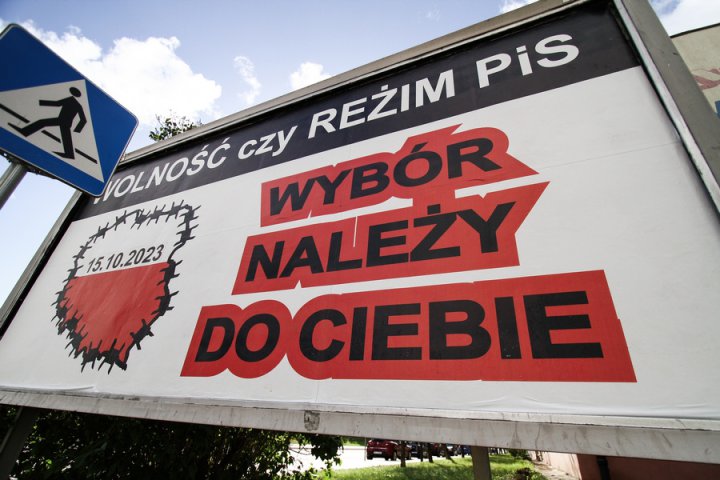 WOLNOŚĆ czy REŻIM PiS
15.10.2023
WYBÓR
NALEŻY
DO CIEBIE